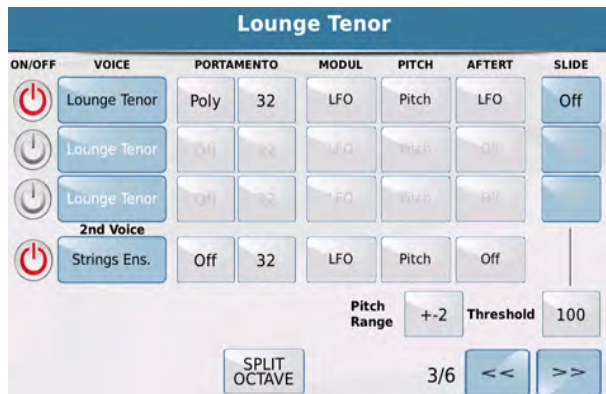 Lounge Tenor
ON/OFF VOICE PORTAMENTO MODUL PITCH AFTERT SLIDE
Lounge Tenor Poly 32 LFO Pitch LFO Off
Lounge Tenor Off 32 LFO Pitch Off
Lounge Tenor Off 32 LFO Pitch Off
2nd Voice
Strings Ens. Off 32 LFO Pitch Off
Pitch Range +-2 Threshold 100
SPLIT OCTAVE 3/6 << >>